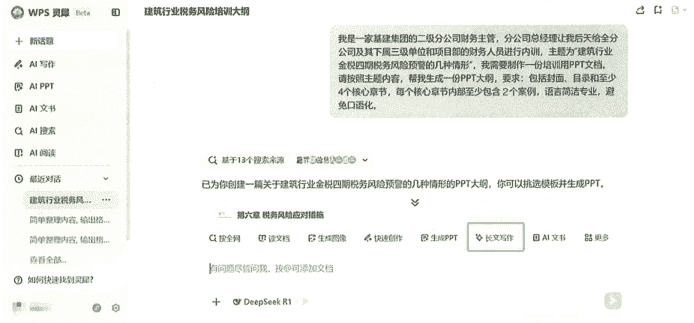 WPS 灵犀 Beta
建筑行业税务风险培训大纲
新话题
AI 写作
AI PPT
AI 文书
AI 搜索
AI 阅读
最近对话
建筑行业税务风...
简单整理内容, 输出格...
简单整理内容, 输出格...
查看全部...
如何快速找到灵犀?
我是一家基建集团的二级分公司财务主管，分公司总经理让我后天给全分
公司及其下属三级单位和项目部的财务人员进行内训，主题为“建筑行业
金税四期税务风险预警的几种情形”，我需要制作一份培训用PPT文档。
请按照主题内容，帮我生成一份PPT大纲，要求：包括封面、目录和至少
4个核心章节，每个核心章节内部至少包含 2个案例，语言简洁专业，避
免口语化。
基于13个搜索来源
已为你创建一篇关于建筑行业金税四期税务风险预警的几种情形的PPT大纲，你可以挑选模板并生成PPT。
第六章 税务风险应对措施
搜全网
读文档
生成图像
快速创作
生成PPT
长文写作
AI 文书
更多
有问题尽管问我，按@可添加文档
DeepSeek R1